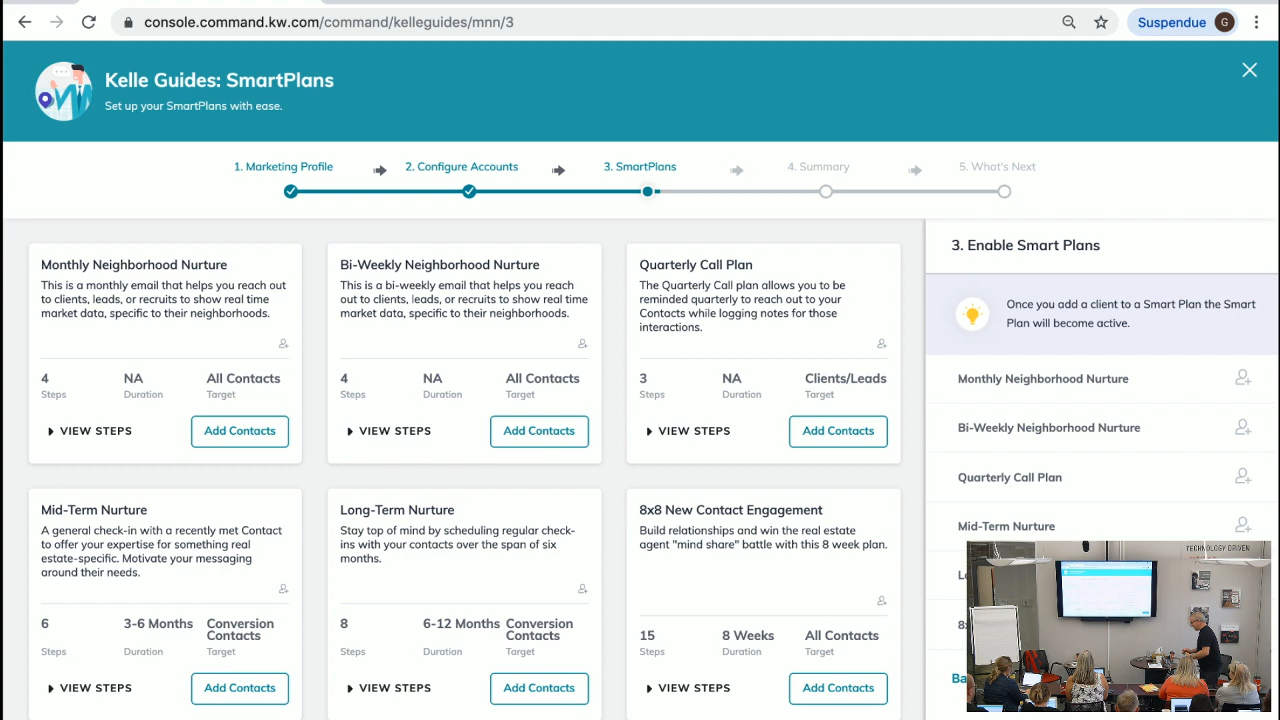 console.command.kw.com/command/kelleguides/mnn/3
Suspendue
G
Kelle Guides: SmartPlans
Set up your SmartPlans with ease.
1. Marketing Profile
2. Configure Accounts
3. SmartPlans
4. Summary
5. What's Next
Monthly Neighborhood Nurture
This is a monthly email that helps you reach out
to clients, leads, or recruits to show real time
market data, specific to their neighborhoods.
4
NA
All Contacts
Steps
Duration
Target
VIEW STEPS
Add Contacts
Bi-Weekly Neighborhood Nurture
This is a bi-weekly email that helps you reach
out to clients, leads, or recruits to show real time
market data, specific to their neighborhoods.
4
NA
All Contacts
Steps
Duration
Target
VIEW STEPS
Add Contacts
Quarterly Call Plan
The Quarterly Call plan allows you to be
reminded quarterly to reach out to your
Contacts while logging notes for those
interactions.
3
NA
Clients/Leads
Steps
Duration
Target
VIEW STEPS
Add Contacts
Mid-Term Nurture
A general check-in with a recently met Contact
to offer your expertise for something real
estate-specific. Motivate your messaging
around their needs.
6
3-6 Months
Conversion
Contacts
Steps
Duration
Target
VIEW STEPS
Add Contacts
Long-Term Nurture
Stay top of mind by scheduling regular check-
ins with your contacts over the span of six
months.
8
6-12 Months
Conversion
Contacts
Steps
Duration
Target
VIEW STEPS
Add Contacts
8x8 New Contact Engagement
Build relationships and win the real estate
agent "mind share" battle with this 8 week plan.
15
8 Weeks
All Contacts
Steps
Duration
Target
VIEW STEPS
Add Contacts
3. Enable Smart Plans
Once you add a client to a Smart Plan the Smart
Plan will become active.
Monthly Neighborhood Nurture
Bi-Weekly Neighborhood Nurture
Quarterly Call Plan
Mid-Term Nurture
Lo
8x
Ba
TECHNOLOGY DRIVEN